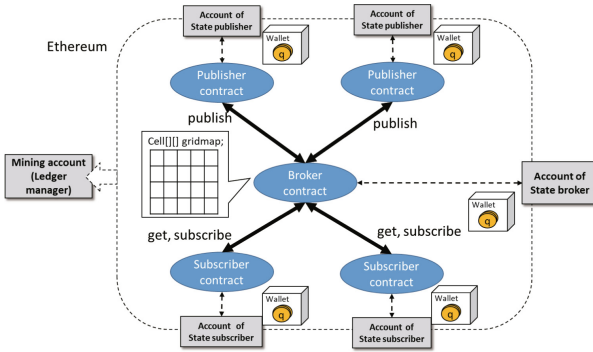 Ethereum
Account of
State publisher
Wallet
q
Account of
State publisher
Wallet
q
Publisher
contract
Publisher
contract
publish
publish
Cell[][] gridmap;
Mining account
(Ledger
manager)
Broker
contract
Account of
State broker
Wallet
q
get, subscribe
get, subscribe
Subscriber
contract
Subscriber
contract
Wallet
q
Account of
State subscriber
Wallet
q
Account of
State subscriber